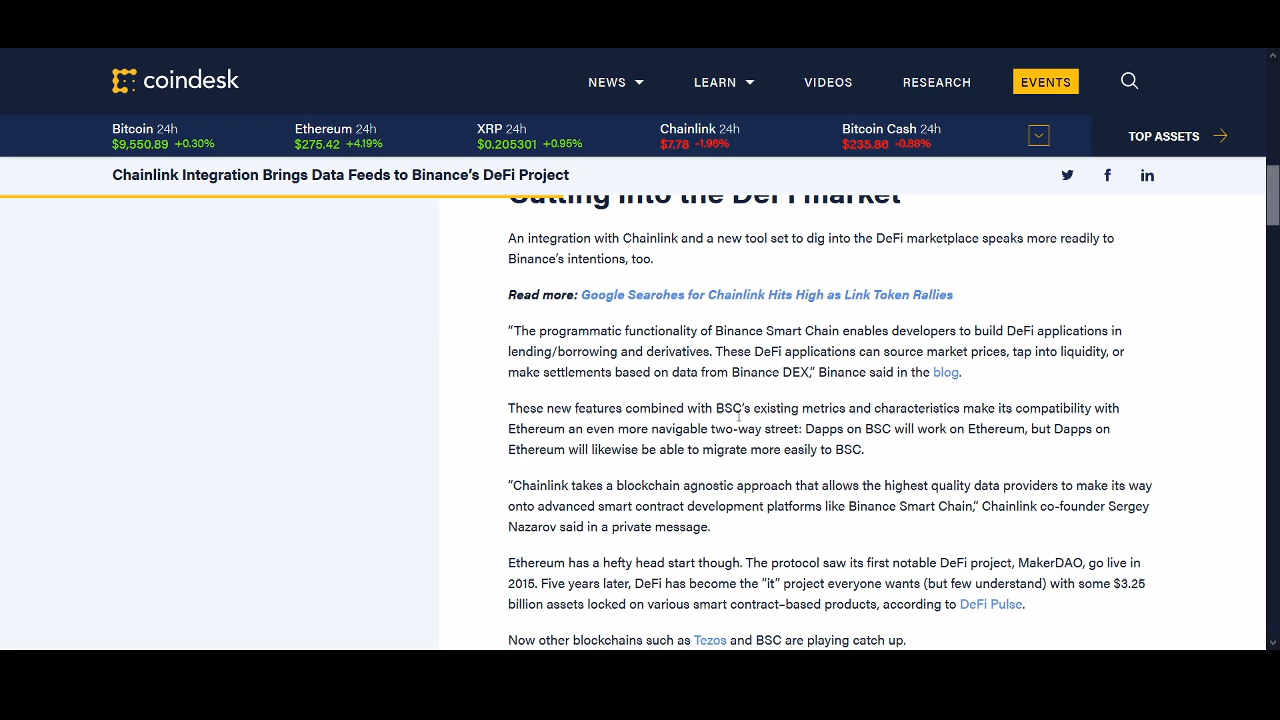 coindesk
NEWS
LEARN
VIDEOS
RESEARCH
EVENTS
Bitcoin 24h
$9,550.89 +0.30%
Ethereum 24h
$275.42 +4.19%
XRP 24h
$0.205301 +0.95%
Chainlink 24h
$7.78 -1.96%
Bitcoin Cash 24h
$235.86 -0.88%
TOP ASSETS
Chainlink Integration Brings Data Feeds to Binance’s DeFi Project
Cutting into the DeFi market
An integration with Chainlink and a new tool set to dig into the DeFi marketplace speaks more readily to
Binance’s intentions, too.
Read more: Google Searches for Chainlink Hits High as Link Token Rallies
“The programmatic functionality of Binance Smart Chain enables developers to build DeFi applications in
lending/borrowing and derivatives. These DeFi applications can source market prices, tap into liquidity, or
make settlements based on data from Binance DEX,” Binance said in the blog.
These new features combined with BSC’s existing metrics and characteristics make its compatibility with
Ethereum an even more navigable two-way street: Dapps on BSC will work on Ethereum, but Dapps on
Ethereum will likewise be able to migrate more easily to BSC.
“Chainlink takes a blockchain agnostic approach that allows the highest quality data providers to make its way
onto advanced smart contract development platforms like Binance Smart Chain,” Chainlink co-founder Sergey
Nazarov said in a private message.
Ethereum has a hefty head start though. The protocol saw its first notable DeFi project, MakerDAO, go live in
2015. Five years later, DeFi has become the “it” project everyone wants (but few understand) with some $3.25
billion assets locked on various smart contract–based products, according to DeFi Pulse.
Now other blockchains such as Tezos and BSC are playing catch up.